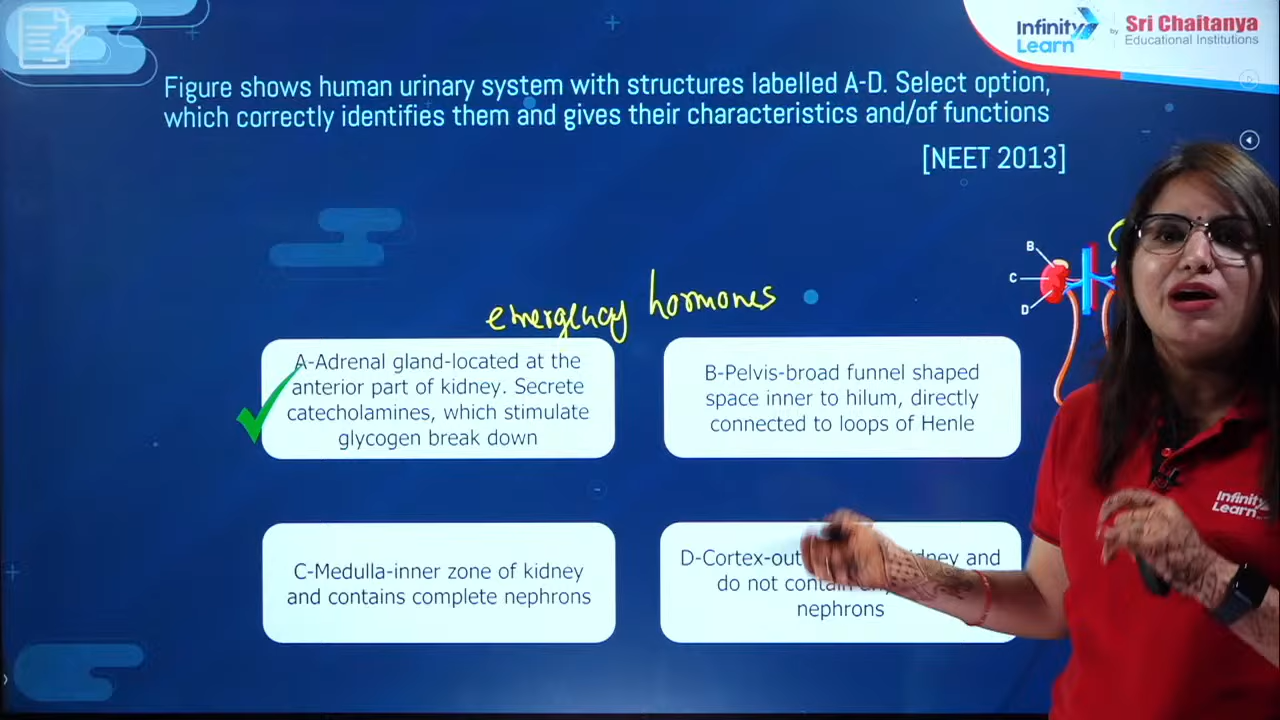 Infinity
Learn
by
Sri Chaitanya
Educational Institutions
Figure shows human urinary system with structures labelled A-D. Select option,
which correctly identifies them and gives their characteristics and/of functions
[NEET 2013]
B
C
D
emergency hormones
A-Adrenal gland-located at the
anterior part of kidney. Secrete
catecholamines, which stimulate
glycogen break down
B-Pelvis-broad funnel shaped
space inner to hilum, directly
connected to loops of Henle
C-Medulla-inner zone of kidney
and contains complete nephrons
D-Cortex-out kidney and
do not contain
nephrons
Infinity
Learn